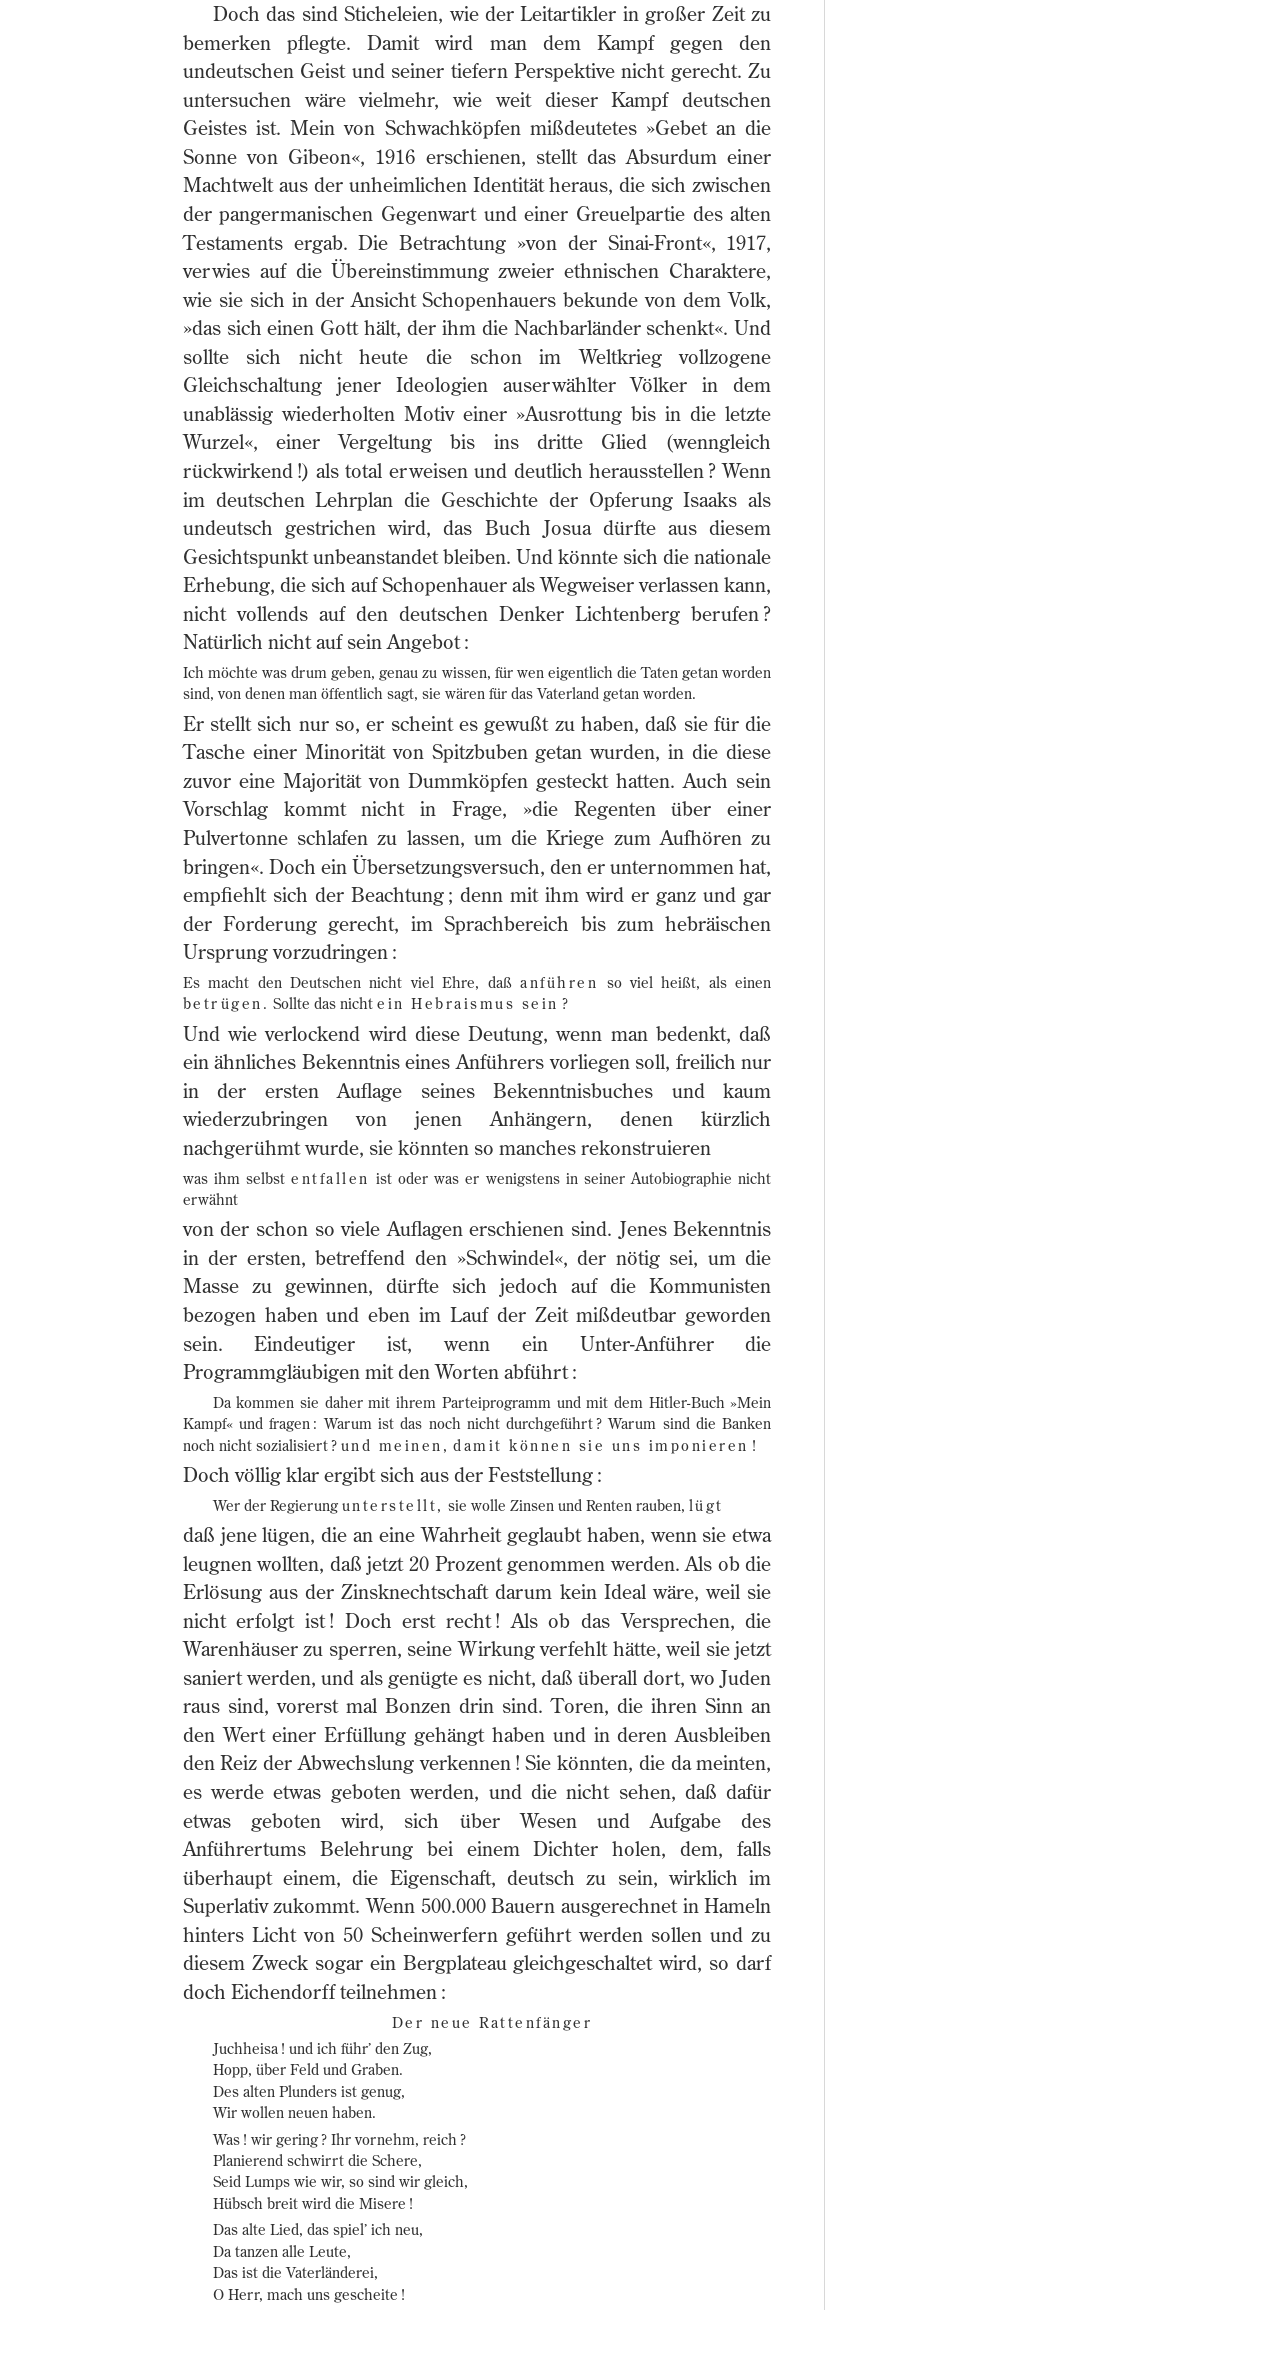 Doch das sind Sticheleien, wie der Leitartikler in großer Zeit zu
bemerken pflegte. Damit wird man dem Kampf gegen den
undeutschen Geist und seiner tiefern Perspektive nicht gerecht. Zu
untersuchen wäre vielmehr, wie weit dieser Kampf deutschen
Geistes ist. Mein von Schwachköpfen mißdeutetes »Gebet an die
Sonne von Gibeon«, 1916 erschienen, stellt das Absurdum einer
Machtwelt aus der unheimlichen Identität heraus, die sich zwischen
der pangermanischen Gegenwart und einer Greuelpartie des alten
Testaments ergab. Die Betrachtung »von der Sinai-Front«, 1917,
verwies auf die Übereinstimmung zweier ethnischen Charaktere,
wie sie sich in der Ansicht Schopenhauers bekunde von dem Volk,
»das sich einen Gott hält, der ihm die Nachbarländer schenkt«. Und
sollte sich nicht heute die schon im Weltkrieg vollzogene
Gleichschaltung jener Ideologien auserwählter Völker in dem
unablässig wiederholten Motiv einer »Ausrottung bis in die letzte
Wurzel«, einer Vergeltung bis ins dritte Glied (wenngleich
rückwirkend !) als total erweisen und deutlich herausstellen ? Wenn
im deutschen Lehrplan die Geschichte der Opferung Isaaks als
undeutsch gestrichen wird, das Buch Josua dürfte aus diesem
Gesichtspunkt unbeanstandet bleiben. Und könnte sich die nationale
Erhebung, die sich auf Schopenhauer als Wegweiser verlassen kann,
nicht vollends auf den deutschen Denker Lichtenberg berufen ?
Natürlich nicht auf sein Angebot :
Ich möchte was drum geben, genau zu wissen, für wen eigentlich die Taten getan worden
sind, von denen man öffentlich sagt, sie wären für das Vaterland getan worden.
Er stellt sich nur so, er scheint es gewußt zu haben, daß sie für die
Tasche einer Minorität von Spitzbuben getan wurden, in die diese
zuvor eine Majorität von Dummköpfen gesteckt hatten. Auch sein
Vorschlag kommt nicht in Frage, »die Regenten über einer
Pulvertonne schlafen zu lassen, um die Kriege zum Aufhören zu
bringen«. Doch ein Übersetzungsversuch, den er unternommen hat,
empfiehlt sich der Beachtung ; denn mit ihm wird er ganz und gar
der Forderung gerecht, im Sprachbereich bis zum hebräischen
Ursprung vorzudringen :
Es macht den Deutschen nicht viel Ehre, daß anführen so viel heißt, als einen
betrügen. Sollte das nicht ein Hebraismus sein ?
Und wie verlockend wird diese Deutung, wenn man bedenkt, daß
ein ähnliches Bekenntnis eines Anführers vorliegen soll, freilich nur
in der ersten Auflage seines Bekenntnisbuches und kaum
wiederzubringen von jenen Anhängern, denen kürzlich
nachgerühmt wurde, sie könnten so manches rekonstruieren
was ihm selbst entfallen ist oder was er wenigstens in seiner Autobiographie nicht
erwähnt
von der schon so viele Auflagen erschienen sind. Jenes Bekenntnis
in der ersten, betreffend den »Schwindel«, der nötig sei, um die
Masse zu gewinnen, dürfte sich jedoch auf die Kommunisten
bezogen haben und eben im Lauf der Zeit mißdeutbar geworden
sein. Eindeutiger ist, wenn ein Unter-Anführer die
Programmgläubigen mit den Worten abführt :
Da kommen sie daher mit ihrem Parteiprogramm und mit dem Hitler-Buch »Mein
Kampf« und fragen : Warum ist das noch nicht durchgeführt ? Warum sind die Banken
noch nicht sozialisiert ? und meinen, damit können sie uns imponieren !
Doch völlig klar ergibt sich aus der Feststellung :
Wer der Regierung unterstellt, sie wolle Zinsen und Renten rauben, lügt
daß jene lügen, die an eine Wahrheit geglaubt haben, wenn sie etwa
leugnen wollten, daß jetzt 20 Prozent genommen werden. Als ob die
Erlösung aus der Zinsknechtschaft darum kein Ideal wäre, weil sie
nicht erfolgt ist ! Doch erst recht ! Als ob das Versprechen, die
Warenhäuser zu sperren, seine Wirkung verfehlt hätte, weil sie jetzt
saniert werden, und als genügte es nicht, daß überall dort, wo Juden
raus sind, vorerst mal Bonzen drin sind. Toren, die ihren Sinn an
den Wert einer Erfüllung gehängt haben und in deren Ausbleiben
den Reiz der Abwechslung verkennen ! Sie könnten, die da meinten,
es werde etwas geboten werden, und die nicht sehen, daß dafür
etwas geboten wird, sich über Wesen und Aufgabe des
Anführertums Belehrung bei einem Dichter holen, dem, falls
überhaupt einem, die Eigenschaft, deutsch zu sein, wirklich im
Superlativ zukommt. Wenn 500.000 Bauern ausgerechnet in Hameln
hinters Licht von 50 Scheinwerfern geführt werden sollen und zu
diesem Zweck sogar ein Bergplateau gleichgeschaltet wird, so darf
doch Eichendorff teilnehmen :
Der neue Rattenfänger
Juchheisa ! und ich führ’ den Zug,
Hopp, über Feld und Graben.
Des alten Plunders ist genug,
Wir wollen neuen haben.
Was ! wir gering ? Ihr vornehm, reich ?
Planierend schwirrt die Schere,
Seid Lumps wie wir, so sind wir gleich,
Hübsch breit wird die Misere !
Das alte Lied, das spiel’ ich neu,
Da tanzen alle Leute,
Das ist die Vaterländerei,
O Herr, mach uns gescheite !